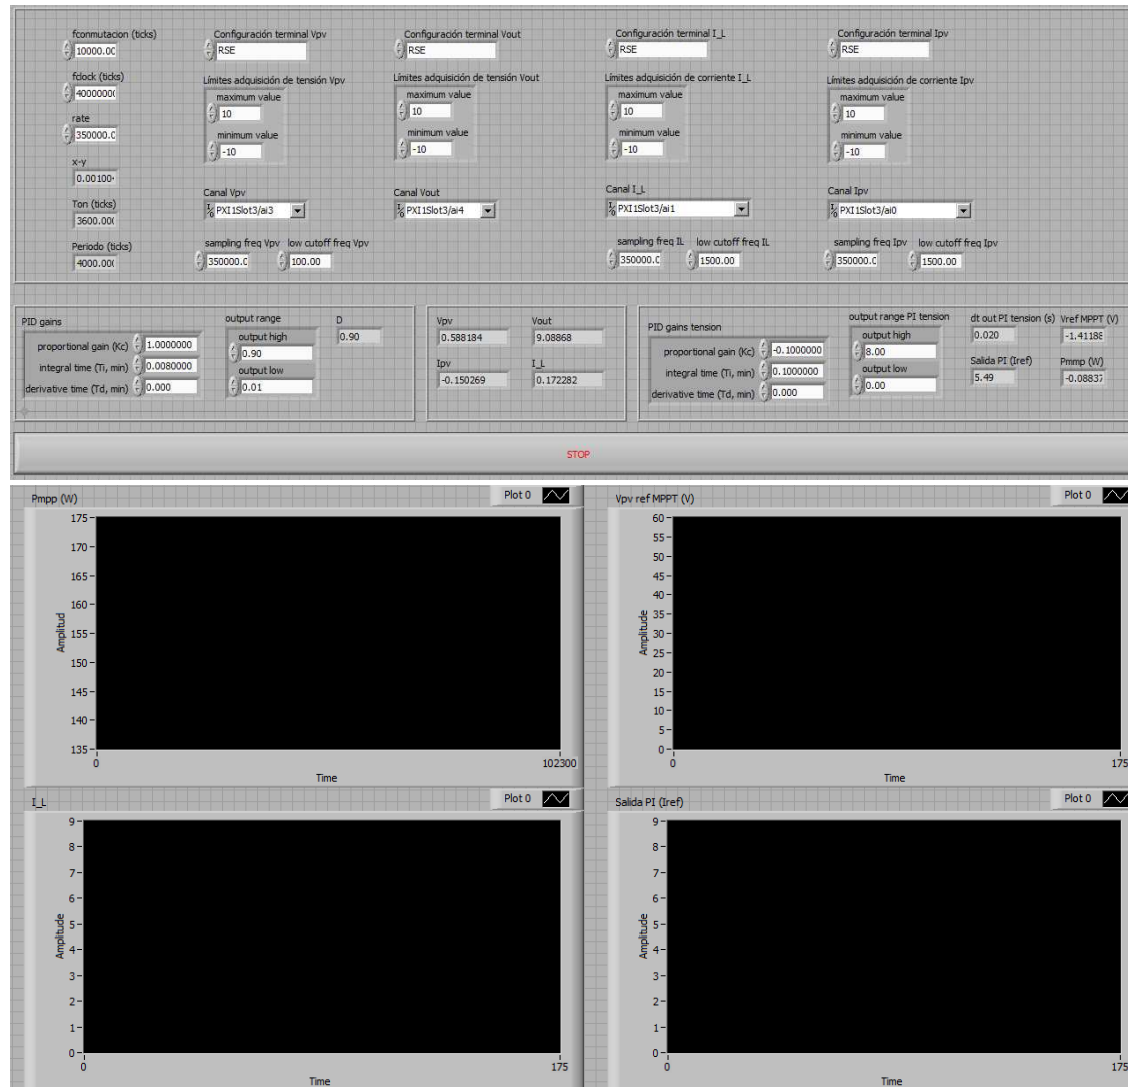 fconmutacion (ticks)
10000.0C
fclock (ticks)
4000000(
rate
350000.C
x-y
0.00100·
Ton (ticks)
3600.00(
Periodo (ticks)
4000.00(
Configuración terminal Vpv
RSE
Límites adquisición de tensión Vpv
maximum value
10
minimum value
-10
Canal Vpv
PXI1Slot3/ai3
sampling freq Vpv low cutoff freq Vpv
350000.C 100.00
Configuración terminal Vout
RSE
Límites adquisición de tensión Vout
maximum value
10
minimum value
-10
Canal Vout
PXI1Slot3/ai4
Configuración terminal I_L
RSE
Límites adquisición de corriente I_L
maximum value
10
minimum value
-10
Canal I_L
PXI1Slot3/ai1
sampling freq IL low cutoff freq IL
350000.C 1500.00
Configuración terminal Ipv
RSE
Límites adquisición de corriente Ipv
maximum value
10
minimum value
-10
Canal Ipv
PXI1Slot3/ai0
sampling freq Ipv low cutoff freq Ipv
350000.C 1500.00
PID gains
proportional gain (Kc) 1.0000000
integral time (Ti, min) 0.0080000
derivative time (Td, min) 0.000
output range
output high
0.90
output low
0.01
D
0.90
Vpv Vout
0.588184 9.08868
Ipv I_L
-0.150269 0.172282
PID gains tension
proportional gain (Kc) -0.1000000
integral time (Ti, min) 0.1000000
derivative time (Td, min) 0.000
output range PI tension
output high
8.00
output low
0.00
dt out PI tension (s) Vref MPPT (V)
0.020 -1.41188
Salida PI (Iref) Pmmp (W)
5.49 -0.08837
STOP
Pmpp (W) Plot 0
175
170
165
160
155
150
145
140
135
Amplitud
0 102300
Time
Vpv ref MPPT (V) Plot 0
60
55
50
45
40
35
30
25
20
15
10
5
0
Amplitude
0 175
Time
I_L Plot 0
9
8
7
6
5
4
3
2
1
0
Amplitude
0 175
Time
Salida PI (Iref) Plot 0
9
8
7
6
5
4
3
2
1
0
Amplitude
0 175
Time